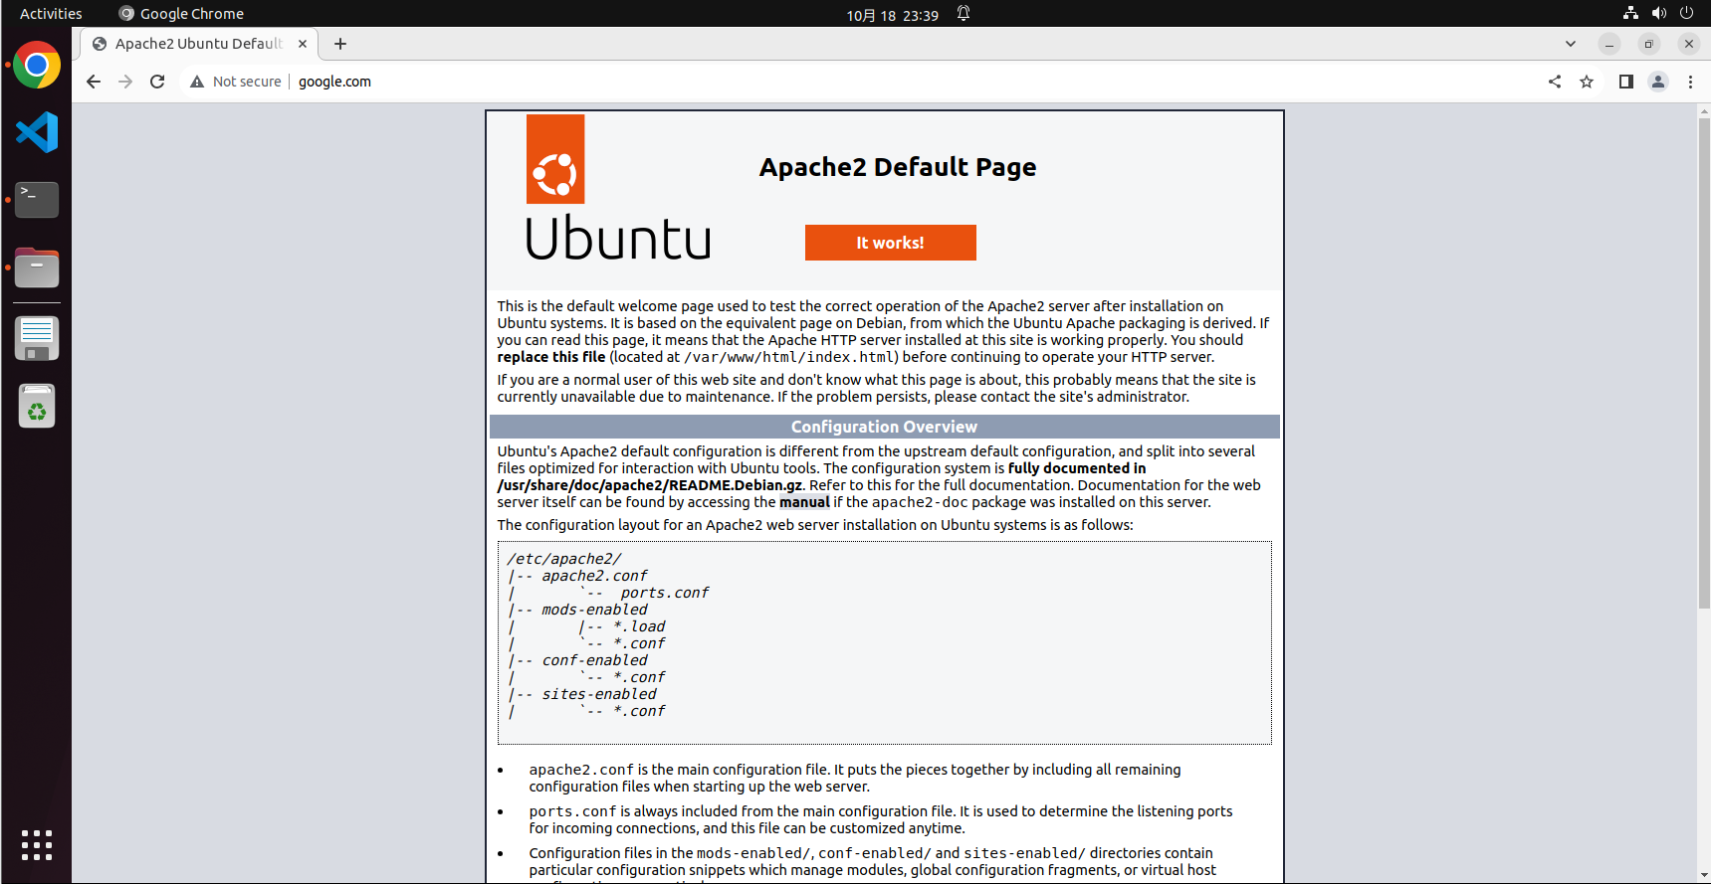 Activities
Google Chrome
10月 18 23:39
Apache2 Ubuntu Default
Not secure
google.com
Ubuntu
Apache2 Default Page
It works!
This is the default welcome page used to test the correct operation of the Apache2 server after installation on
Ubuntu systems. It is based on the equivalent page on Debian, from which the Ubuntu Apache packaging is derived. If
you can read this page, it means that the Apache HTTP server installed at this site is working properly. You should
replace this file (located at /var/www/html/index.html) before continuing to operate your HTTP server.
If you are a normal user of this web site and don't know what this page is about, this probably means that the site is
currently unavailable due to maintenance. If the problem persists, please contact the site's administrator.
Configuration Overview
Ubuntu's Apache2 default configuration is different from the upstream default configuration, and split into several
files optimized for interaction with Ubuntu tools. The configuration system is fully documented in
/usr/share/doc/apache2/README.Debian.gz. Refer to this for the full documentation. Documentation for the web
server itself can be found by accessing the manual if the apache2-doc package was installed on this server.
The configuration layout for an Apache2 web server installation on Ubuntu systems is as follows:
/etc/apache2/
|-- apache2.conf
|       `--  ports.conf
|-- mods-enabled
|       |-- *.load
|       `-- *.conf
|-- conf-enabled
|       `-- *.conf
|-- sites-enabled
|       `-- *.conf
• apache2.conf is the main configuration file. It puts the pieces together by including all remaining
configuration files when starting up the web server.
• ports.conf is always included from the main configuration file. It is used to determine the listening ports
for incoming connections, and this file can be customized anytime.
• Configuration files in the mods-enabled/, conf-enabled/ and sites-enabled/ directories contain
particular configuration snippets which manage modules, global configuration fragments, or virtual host